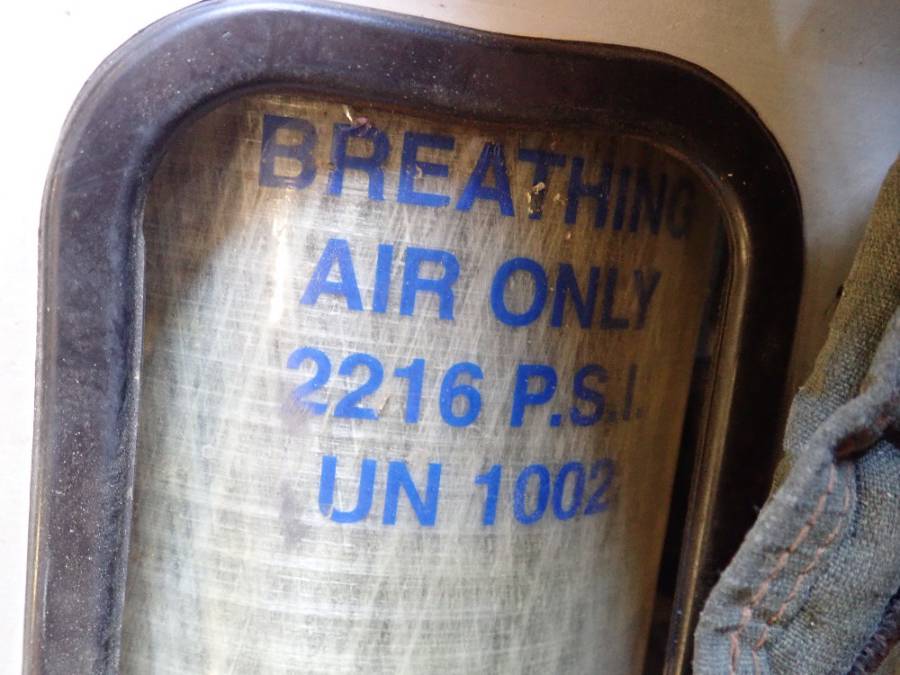 BREATHING
AIR ONLY
2216 P.S.I.
UN 1002